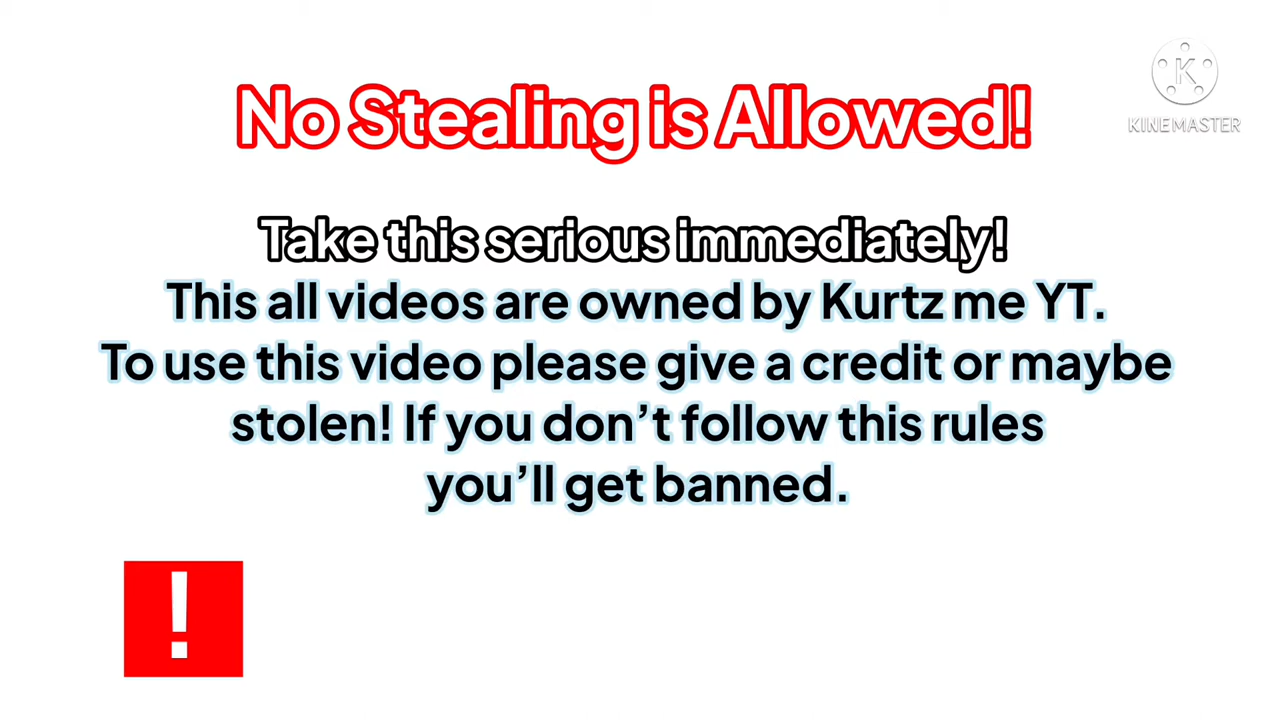 No Stealing is Allowed!
K
KINEMASTER
Take this serious immediately!
This all videos are owned by Kurtz me YT.
To use this video please give a credit or maybe
stolen! If you don’t follow this rules
you’ll get banned.
!